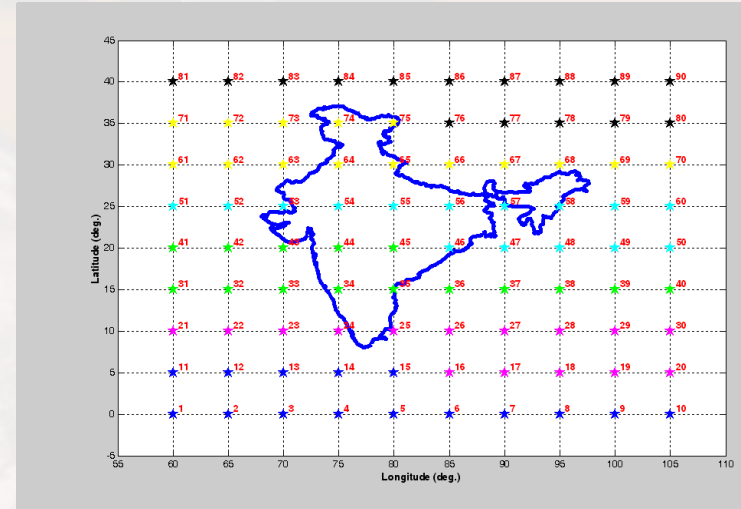 45
40 81 82 83 84 85 86 87 88 89 90
35 71 72 73 74 75 76 77 78 79 80
30 61 62 63 64 65 66 67 68 69 70
25 51 52 53 54 55 56 57 58 59 60
20 41 42 43 44 45 46 47 48 49 50
15 31 32 33 34 35 36 37 38 39 40
10 21 22 23 24 25 26 27 28 29 30
5 11 12 13 14 15 16 17 18 19 20
0 1 2 3 4 5 6 7 8 9 10
-5
55 60 65 70 75 80 85 90 95 100 105 110
Latitude (deg.)
Longitude (deg.)